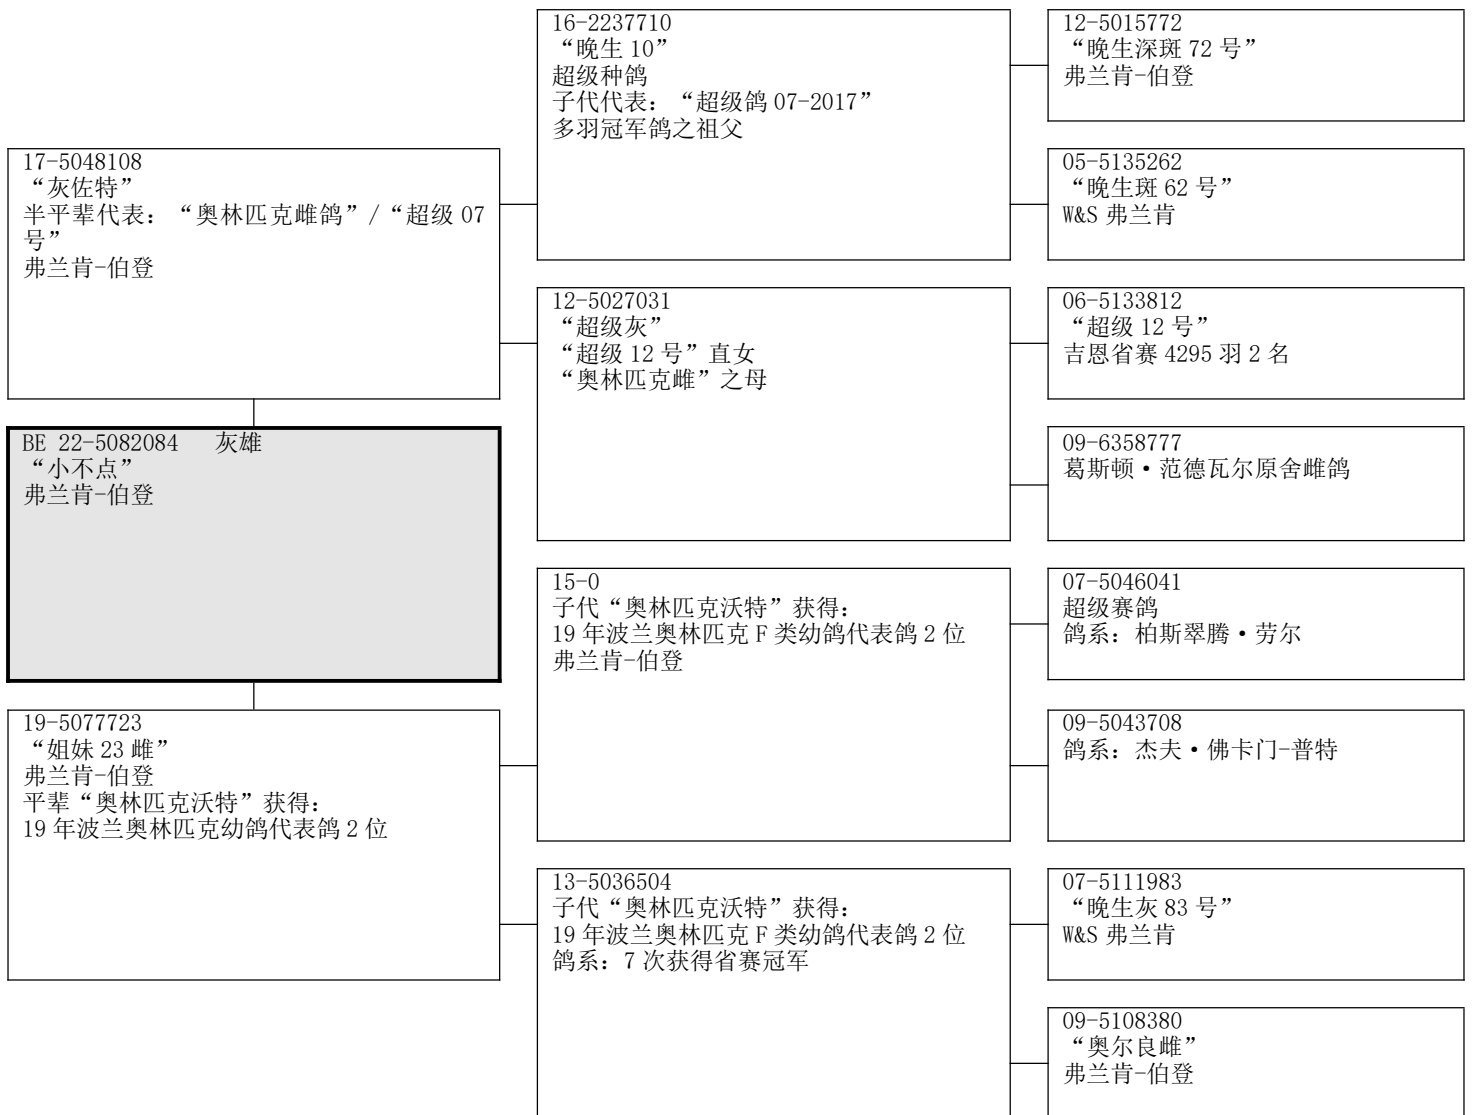 16-2237710
“晚生 10”
超级种鸽
子代代表：“超级鸽 07-2017”
多羽冠军鸽之祖父
12-5015772
“晚生深斑 72 号”
弗兰肯-伯登
17-5048108
“灰佐特”
半平辈代表：“奥林匹克雌鸽”/“超级 07
号”
弗兰肯-伯登
05-5135262
“晚生斑 62 号”
W&S 弗兰肯
12-5027031
“超级灰”
“超级 12 号”直女
“奥林匹克雌”之母
06-5133812
“超级 12 号”
吉恩省赛 4295 羽 2 名
BE 22-5082084 灰雄
“小不点”
弗兰肯-伯登
09-6358777
葛斯顿·范德瓦尔原舍雌鸽
15-0
子代“奥林匹克沃特”获得：
19 年波兰奥林匹克 F 类幼鸽代表鸽 2 位
弗兰肯-伯登
07-5046041
超级赛鸽
鸽系：柏斯翠腾·劳尔
19-5077723
“姐妹 23 雌”
弗兰肯-伯登
平辈“奥林匹克沃特”获得：
19 年波兰奥林匹克幼鸽代表鸽 2 位
09-5043708
鸽系：杰夫·佛卡门-普特
13-5036504
子代“奥林匹克沃特”获得：
19 年波兰奥林匹克 F 类幼鸽代表鸽 2 位
鸽系：7 次获得省赛冠军
07-5111983
“晚生灰 83 号”
W&S 弗兰肯
09-5108380
“奥尔良雌”
弗兰肯-伯登